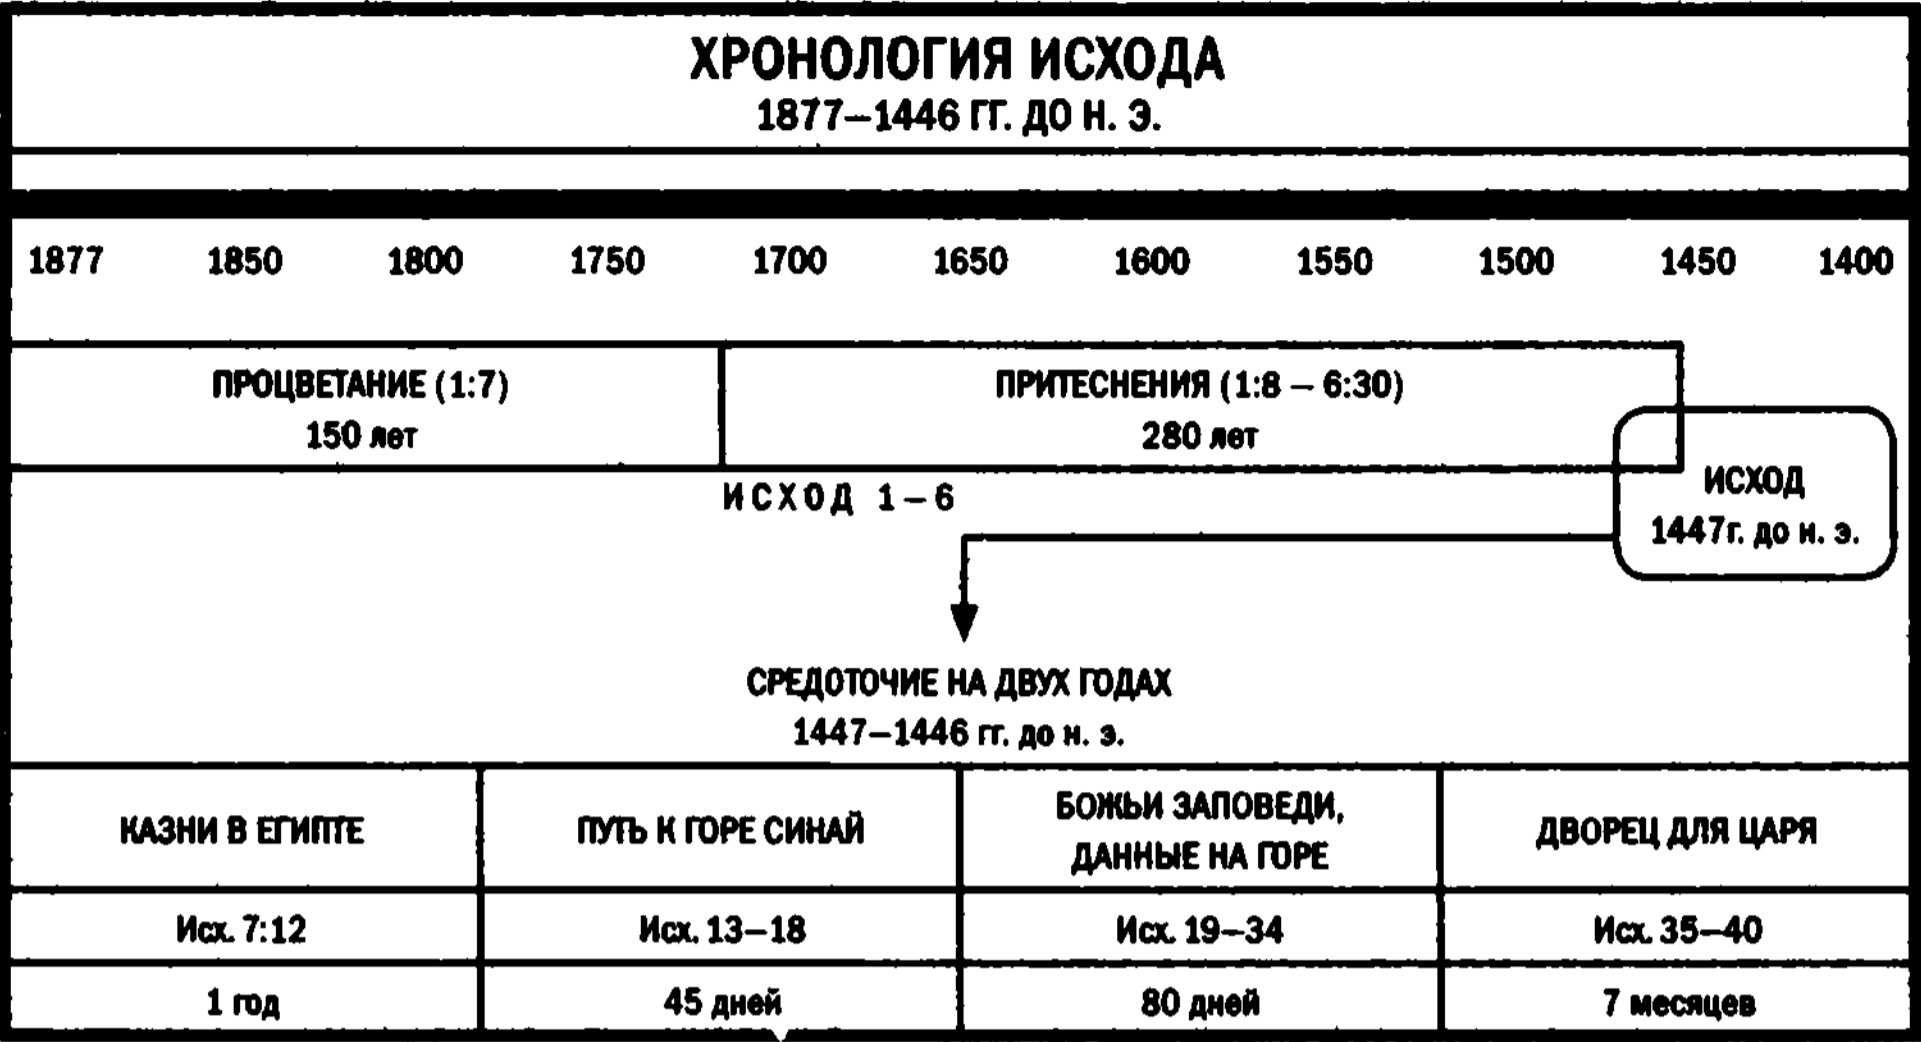 ХРОНОЛОГИЯ ИСХОДА
1877–1446 ГГ. ДО Н. Э.
1877 1850 1800 1750 1700 1650 1600 1550 1500 1450 1400
ПРОЦВЕТАНИЕ (1:7)
150 лет
ПРИТЕСНЕНИЯ (1:8 – 6:30)
280 лет
ИСХОД 1–6
ИСХОД
1447г. до н. э.
СРЕДОТОЧИЕ НА ДВУХ ГОДАХ
1447–1446 гг. до н. э.
КАЗНИ В ЕГИПТЕ
ПУТЬ К ГОРЕ СИНАЙ
БОЖЬИ ЗАПОВЕДИ,
ДАННЫЕ НА ГОРЕ
ДВОРЕЦ ДЛЯ ЦАРЯ
Исх. 7:12
Исх. 13–18
Исх. 19–34
Исх. 35–40
1 год
45 дней
80 дней
7 месяцев